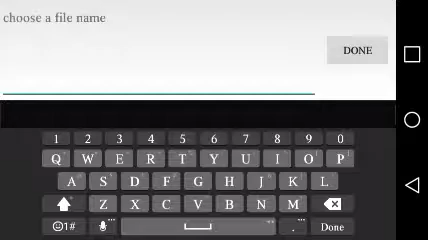 choose a file name
DONE
1 2 3 4 5 6 7 8 9 0
Q W E R T Y U I O P
A S D F G H J K L
Z X C V B N M
1# . Done